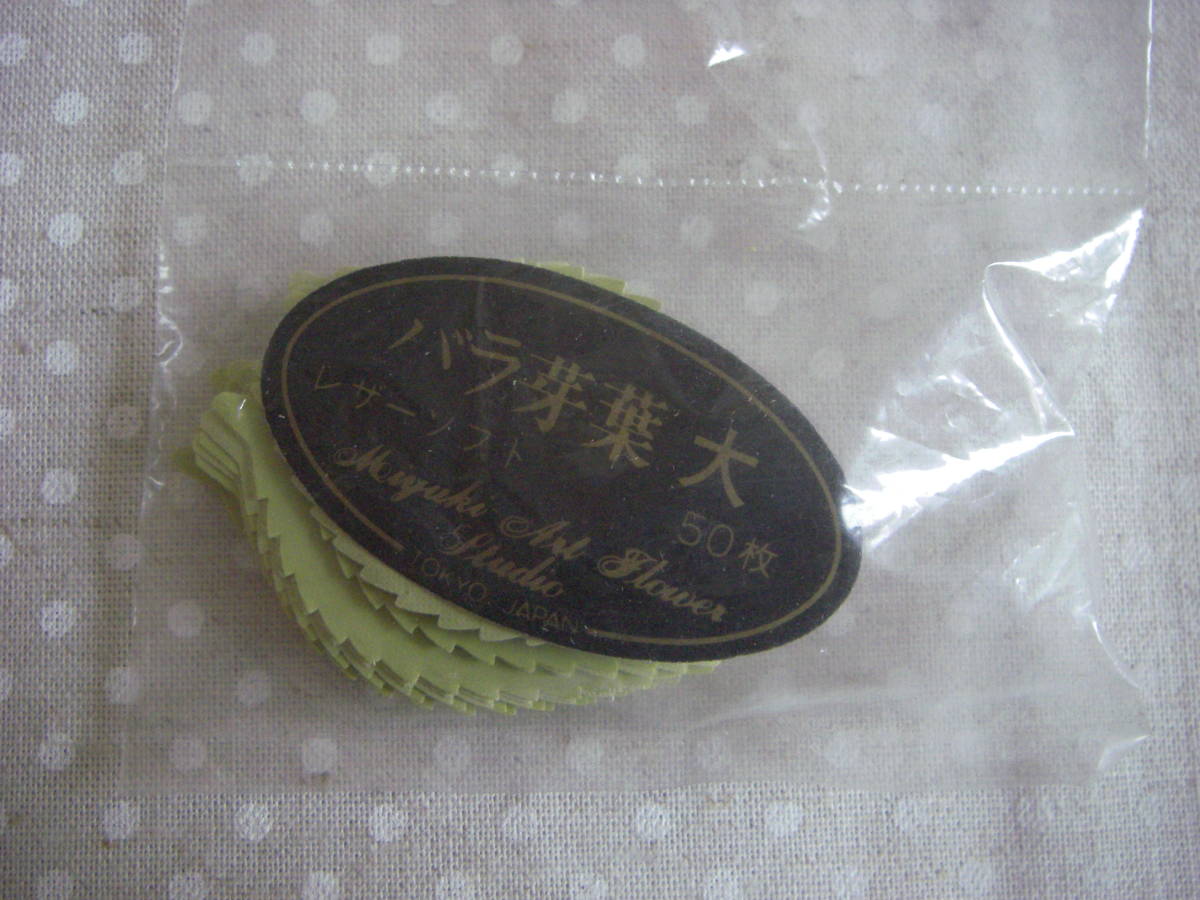 バラ芽葉 大
レザーソフト
50枚
Miyuki Art Flower
Studio
TOKYO. JAPAN